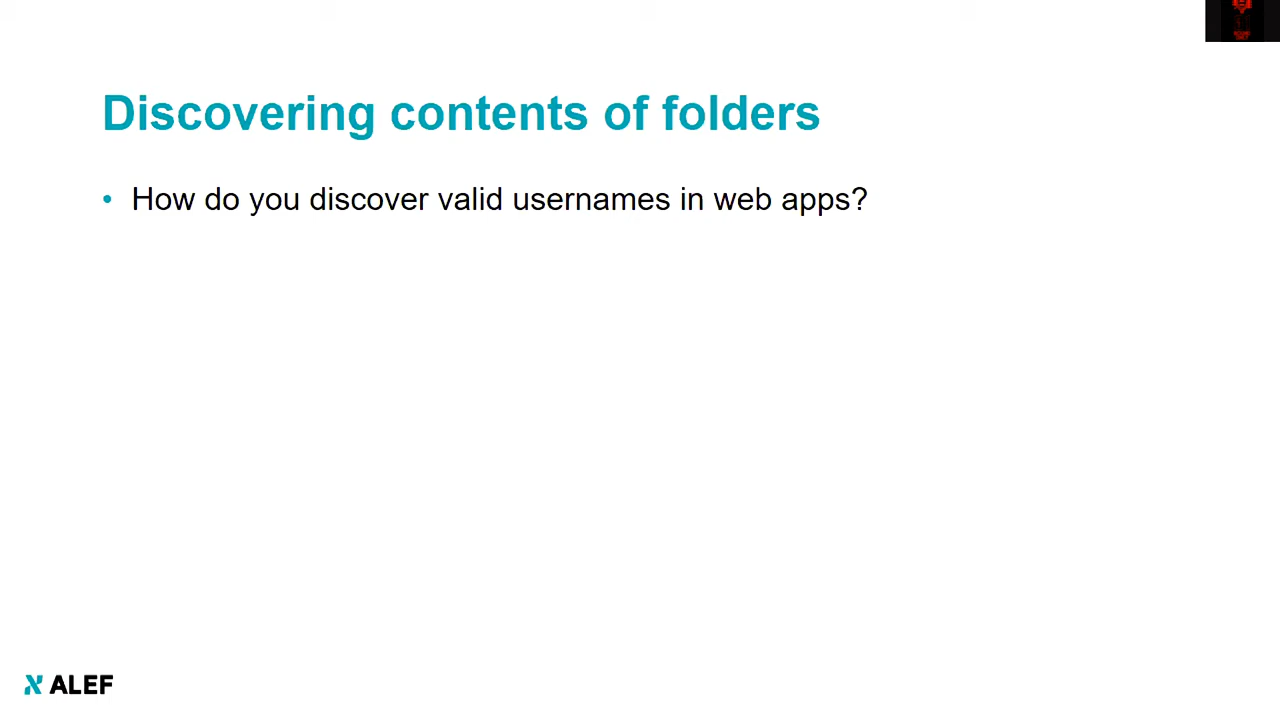 Discovering contents of folders
• How do you discover valid usernames in web apps?
ALEF